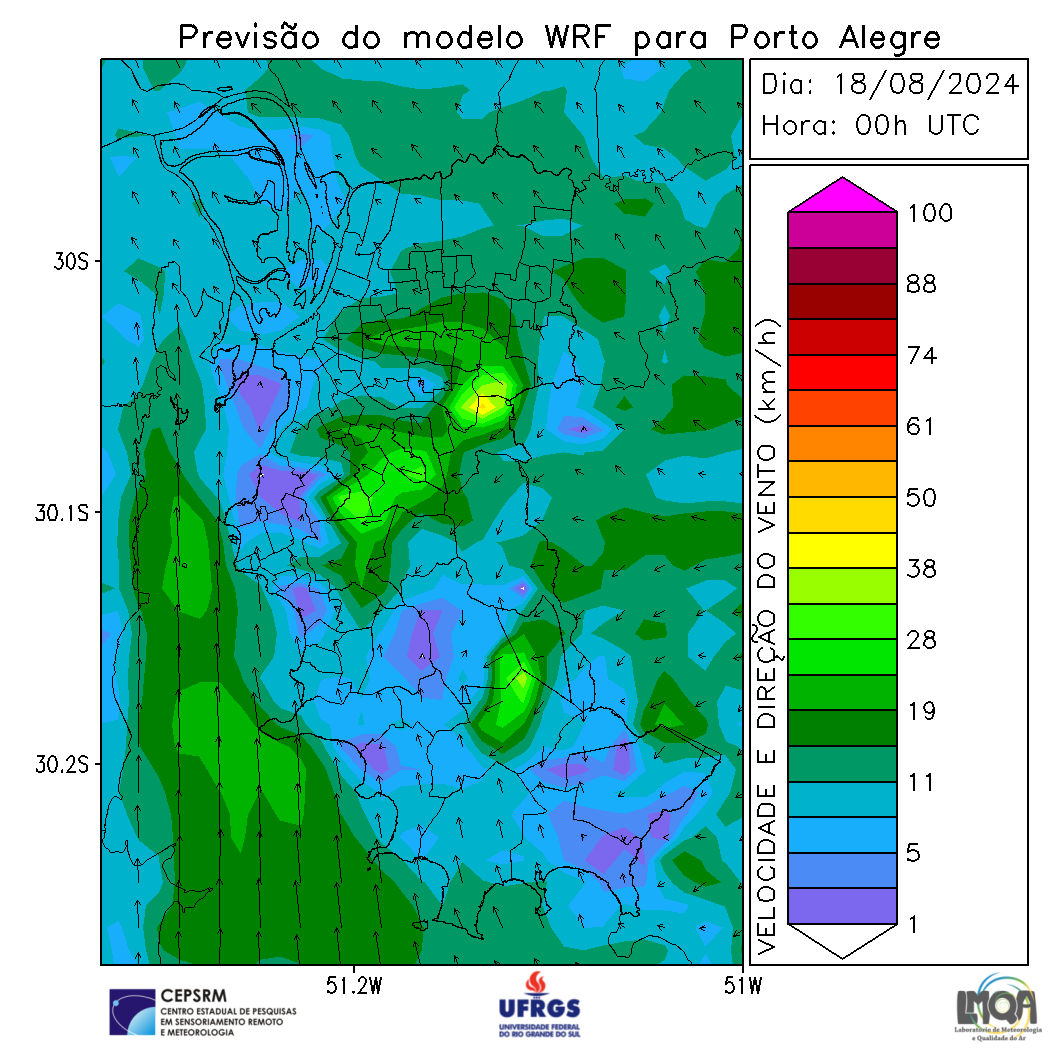 Previsão do modelo WRF para Porto Alegre
Dia: 18/08/2024
Hora: 00h UTC
30S
30.1S
30.2S
51.2W
51W
VELOCIDADE E DIREÇÃO DO VENTO (km/h)
100
88
74
61
50
38
28
19
11
5
1
CEPSRM
CENTRO ESTADUAL DE PESQUISAS
EM SENSORIAMENTO REMOTO
E METEOROLOGIA
UFRGS
UNIVERSIDADE FEDERAL
DO RIO GRANDE DO SUL
LMQA
Laboratório de Meteorologia
e Qualidade do Ar